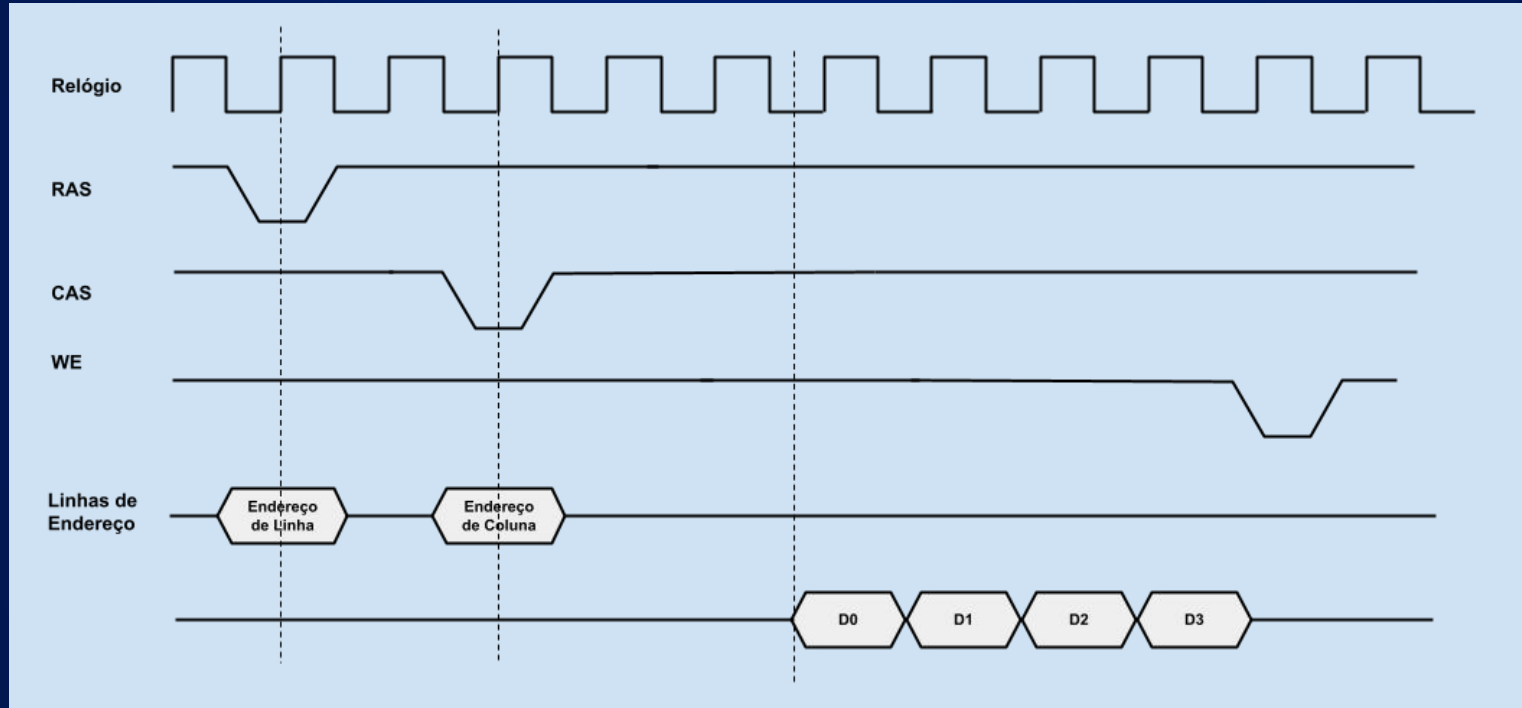 Relógio
RAS
CAS
WE
Linhas de
Endereço
Endereço
de Linha
Endereço
de Coluna
D0
D1
D2
D3